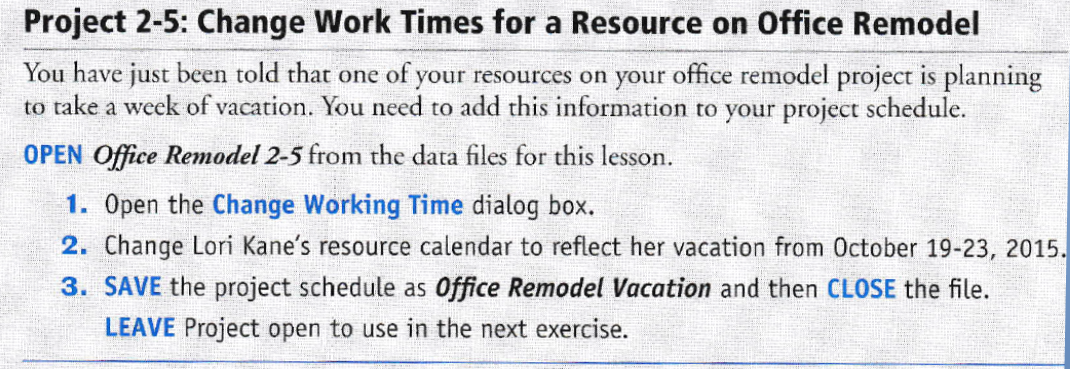 Project 2-5: Change Work Times for a Resource on Office Remodel
You have just been told that one of your resources on your office remodel project is planning
to take a week of vacation. You need to add this information to your project schedule.
OPEN Office Remodel 2-5 from the data files for this lesson.
1. Open the Change Working Time dialog box.
2. Change Lori Kane's resource calendar to reflect her vacation from October 19-23, 2015.
3. SAVE the project schedule as Office Remodel Vacation and then CLOSE the file.
LEAVE Project open to use in the next exercise.